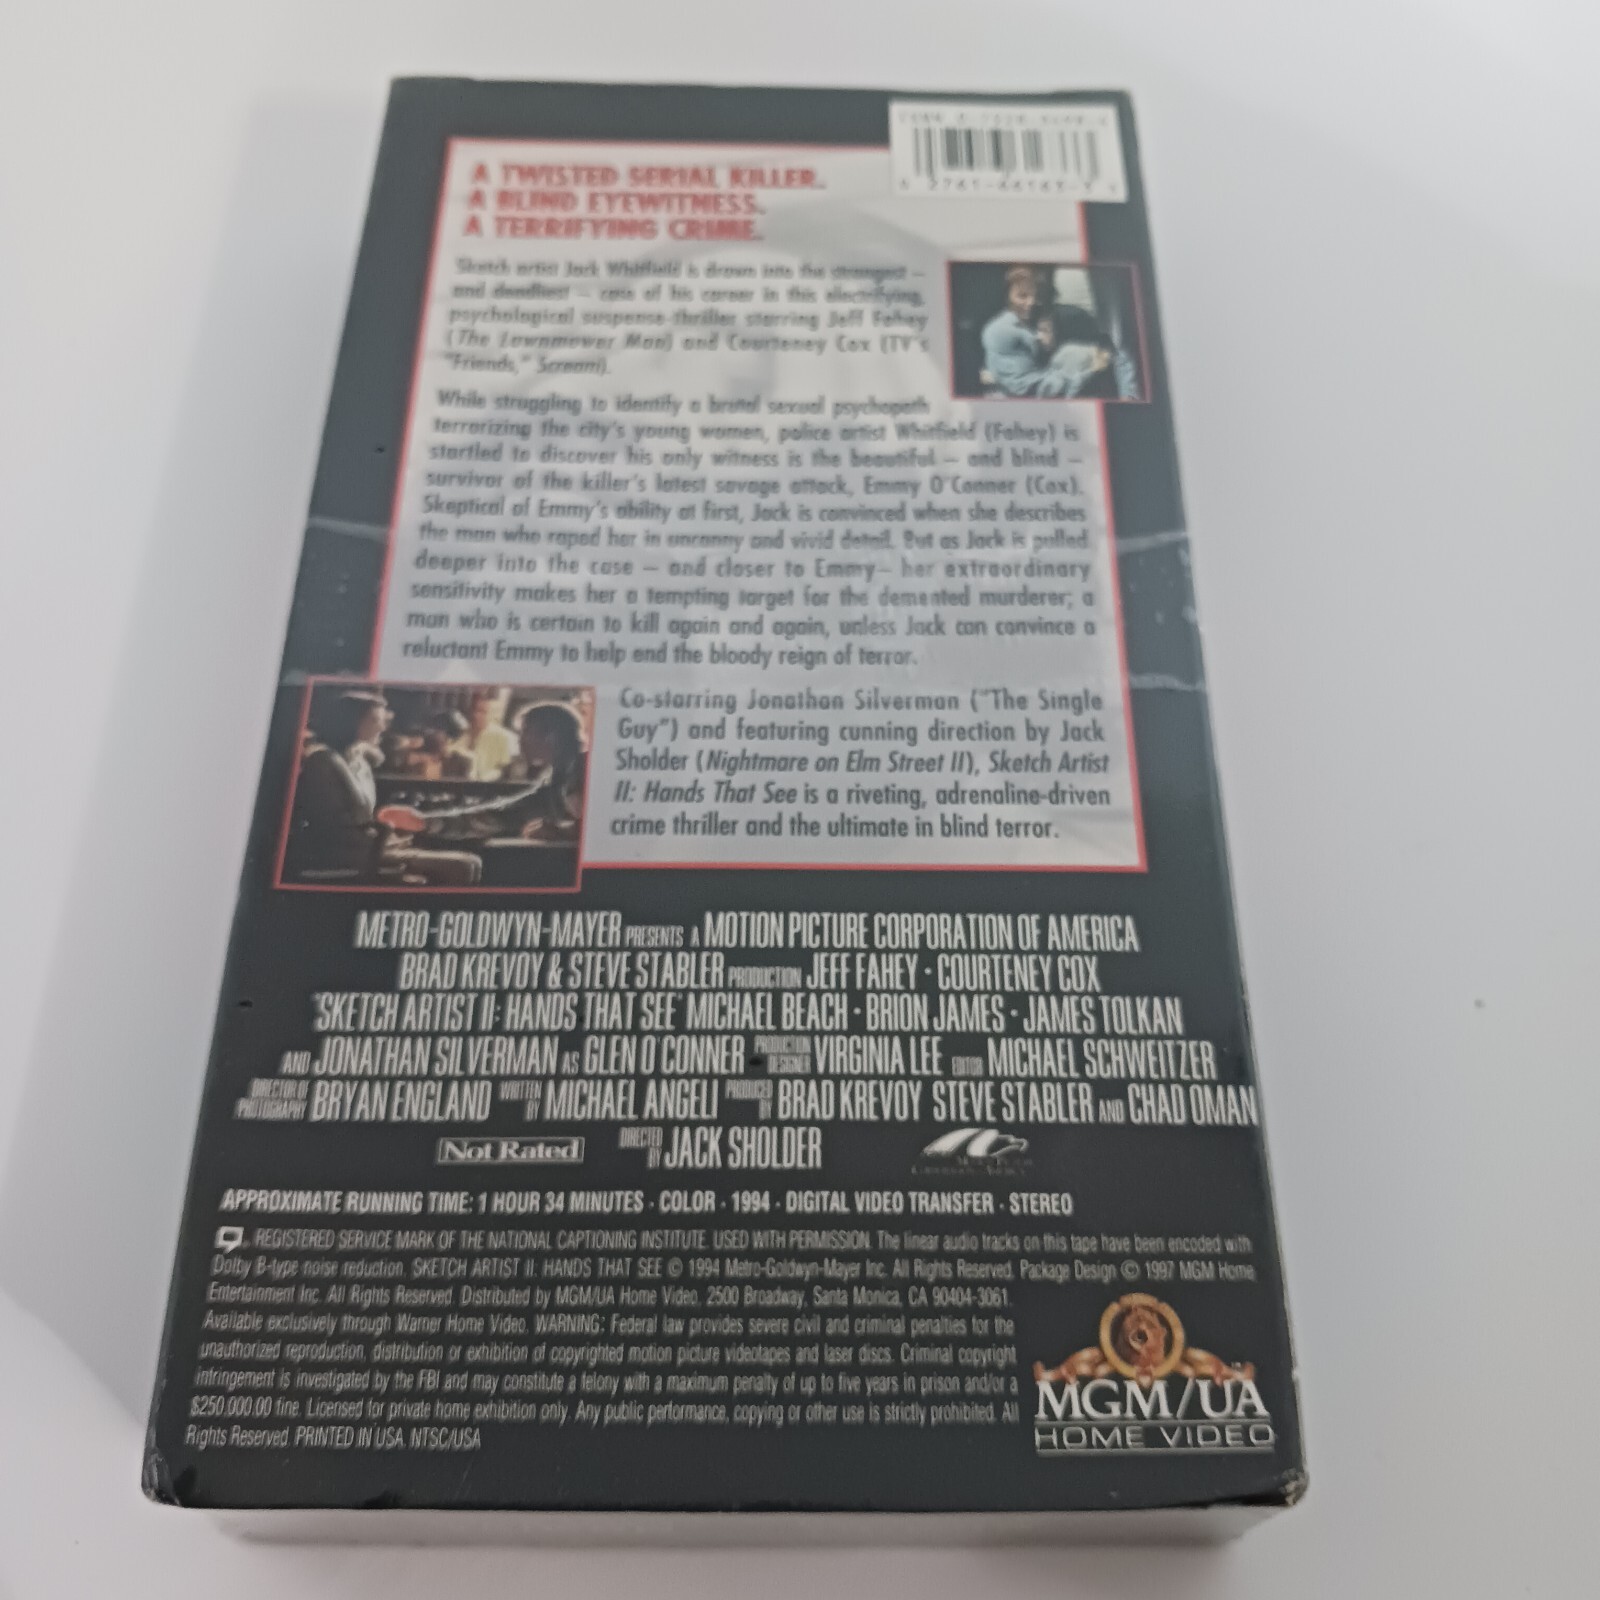 A TWISTED SERIAL KILLER.
A BLIND EYEWITNESS.
A TERRIFYING CRIME.
Sketch artist Jack Whitfield is drawn into the strangest –
and deadliest – case of his career in this electrifying,
psychological suspense-thriller starring Jeff Fahey
(The Lawnmower Man) and Courteney Cox (TV's
"Friends," Scream).
While struggling to identify a brutal sexual psychopath
terrorizing the city's young women, police artist Whitfield (Fahey) is
startled to discover his only witness is the beautiful – and blind –
survivor of the killer's latest savage attack, Emmy O'Conner (Cox).
Skeptical of Emmy's ability at first, Jack is convinced when she describes
the man who raped her in uncanny and vivid detail. But as Jack is pulled
deeper into the case – and closer to Emmy– her extraordinary
sensitivity makes her a tempting target for the demented murderer; a
man who is certain to kill again and again, unless Jack can convince a
reluctant Emmy to help end the bloody reign of terror.
Co-starring Jonathan Silverman ("The Single
Guy") and featuring cunning direction by Jack
Sholder (Nightmare on Elm Street II), Sketch Artist
II: Hands That See is a riveting, adrenaline-driven
crime thriller and the ultimate in blind terror.
METRO-GOLDWYN-MAYER PRESENTS A MOTION PICTURE CORPORATION OF AMERICA
BRAD KREVOY & STEVE STABLER PRODUCTION JEFF FAHEY · COURTENEY COX
"SKETCH ARTIST II: HANDS THAT SEE" MICHAEL BEACH · BRION JAMES · JAMES TOLKAN
AND JONATHAN SILVERMAN AS GLEN O'CONNER PRODUCTION DESIGNER VIRGINIA LEE EDITOR MICHAEL SCHWEITZER
DIRECTOR OF PHOTOGRAPHY BRYAN ENGLAND WRITTEN BY MICHAEL ANGELI PRODUCED BY BRAD KREVOY STEVE STABLER AND CHAD OMAN
Not Rated DIRECTED BY JACK SHOLDER
APPROXIMATE RUNNING TIME: 1 HOUR 34 MINUTES · COLOR · 1994 · DIGITAL VIDEO TRANSFER · STEREO
REGISTERED SERVICE MARK OF THE NATIONAL CAPTIONING INSTITUTE. USED WITH PERMISSION. The linear audio tracks on this tape have been encoded with
Dolby B-type noise reduction. SKETCH ARTIST II: HANDS THAT SEE © 1994 Metro-Goldwyn-Mayer Inc. All Rights Reserved. Package Design © 1997 MGM Home
Entertainment Inc. All Rights Reserved. Distributed by MGM/UA Home Video, 2500 Broadway, Santa Monica, CA 90404-3061.
Available exclusively through Warner Home Video. WARNING: Federal law provides severe civil and criminal penalties for the
unauthorized reproduction, distribution or exhibition of copyrighted motion picture videotapes and laser discs. Criminal copyright
infringement is investigated by the FBI and may constitute a felony with a maximum penalty of up to five years in prison and/or a
$250,000.00 fine. Licensed for private home exhibition only. Any public performance, copying or other use is strictly prohibited. All
Rights Reserved. PRINTED IN USA. NTSC/USA
MGM/UA
HOME VIDEO